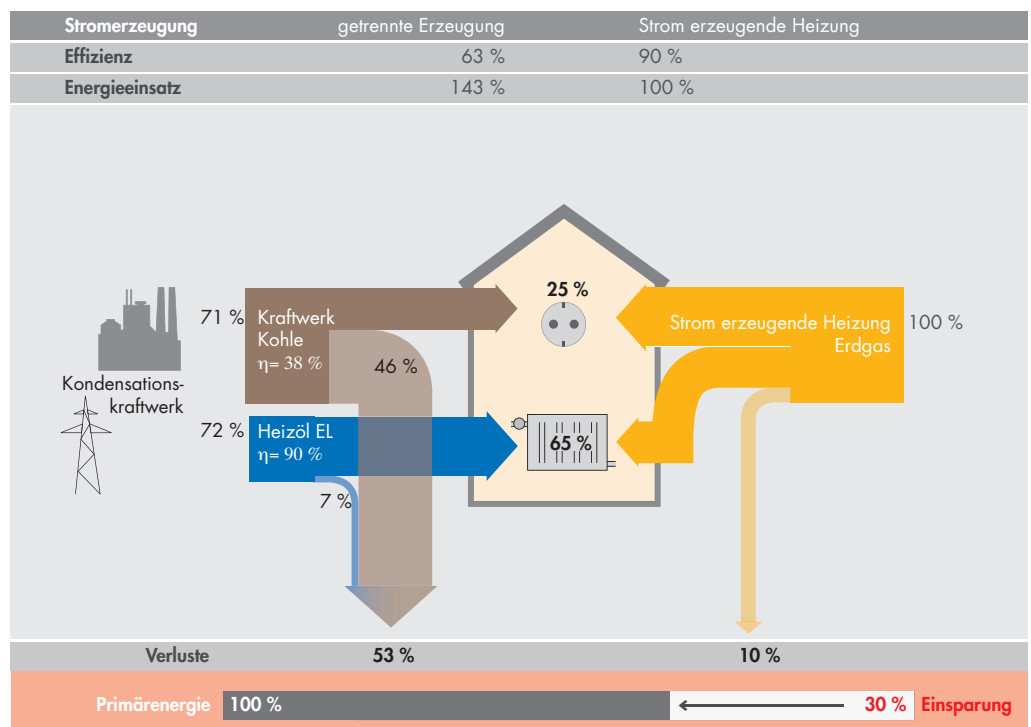 Stromerzeugung getrennte Erzeugung Strom erzeugende Heizung
Effizienz 63 % 90 %
Energieeinsatz 143 % 100 %
25 %
71 %
Kraftwerk
Kohle
η= 38 %
46 %
Strom erzeugende Heizung
Erdgas
100 %
Kondensations-
kraftwerk
72 %
Heizöl EL
η= 90 %
65 %
7 %
Verluste 53 % 10 %
Primärenergie 100 % 30 % Einsparung